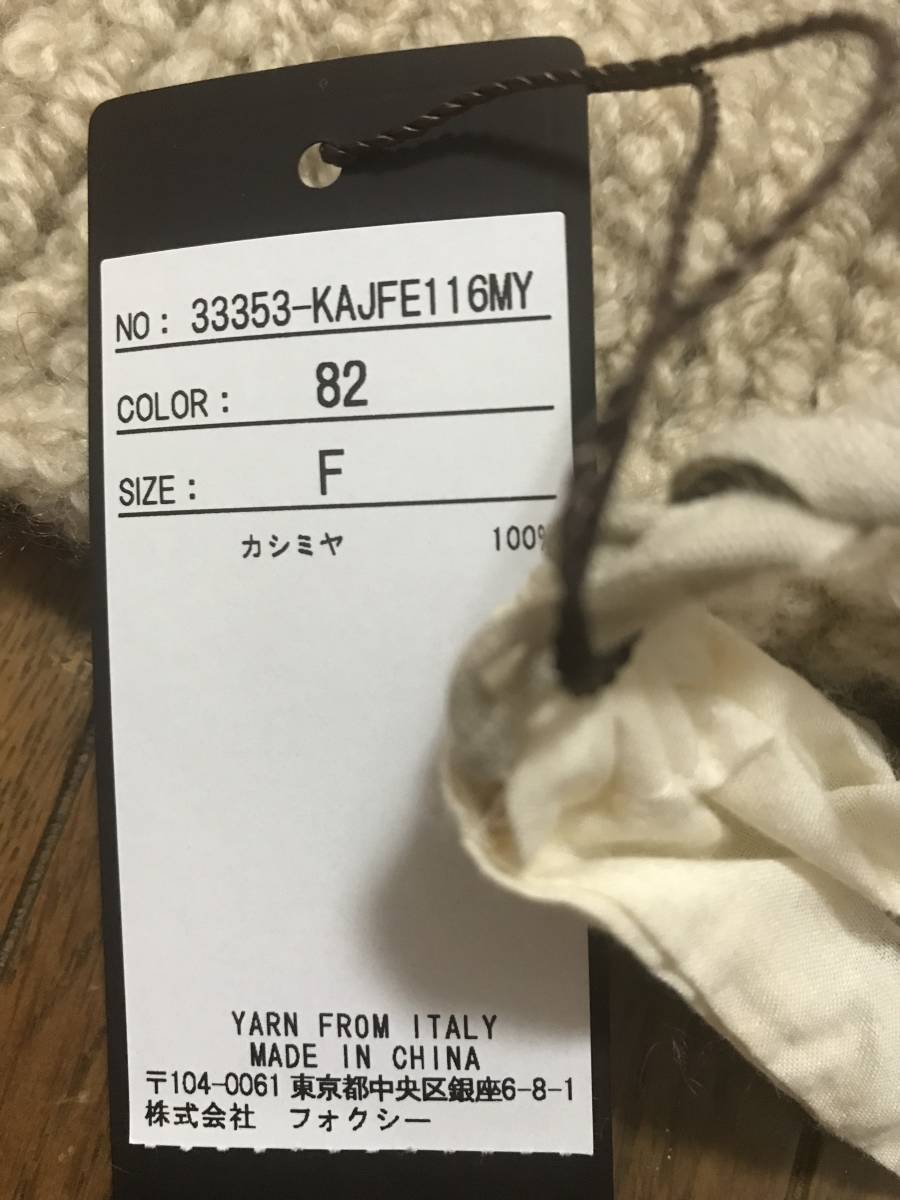 NO: 33353-KAJFE116MY
COLOR: 82
SIZE: F
カシミヤ 100%
YARN FROM ITALY
MADE IN CHINA
〒104-0061 東京都中央区銀座6-8-1
株式会社 フォクシー